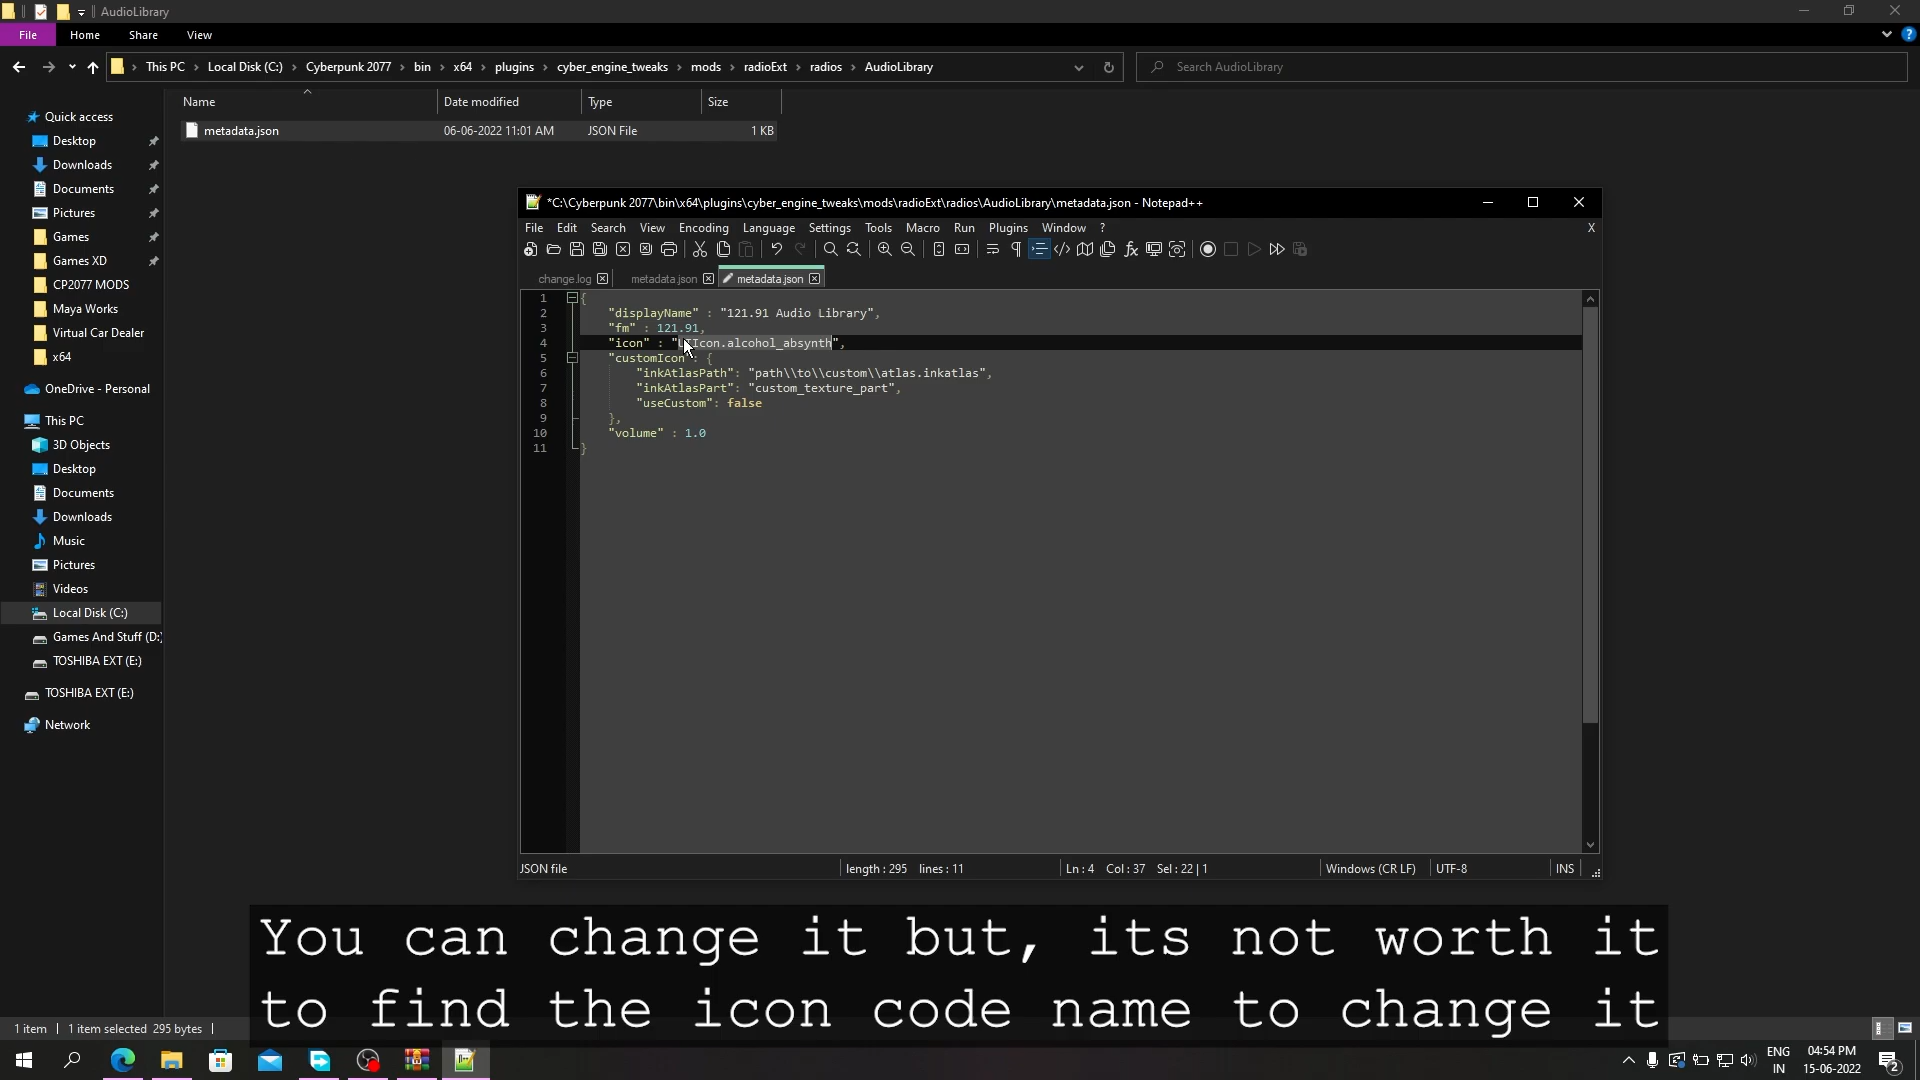 AudioLibrary
File Home Share View
This PC Local Disk (C:) Cyberpunk 2077 bin x64 plugins cyber_engine_tweaks mods radioExt radios AudioLibrary
Search AudioLibrary
Name Date modified Type Size
metadata.json 06-06-2022 11:01 AM JSON File 1 KB
Quick access
Desktop
Downloads
Documents
Pictures
Games
Games XD
CP2077 MODS
Maya Works
Virtual Car Dealer
x64
OneDrive - Personal
This PC
3D Objects
Desktop
Documents
Downloads
Music
Pictures
Videos
Local Disk (C:)
Games And Stuff (D:)
TOSHIBA EXT (E:)
TOSHIBA EXT (E:)
Network
*C:\Cyberpunk 2077\bin\x64\plugins\cyber_engine_tweaks\mods\radioExt\radios\AudioLibrary\metadata.json - Notepad++
File Edit Search View Encoding Language Settings Tools Macro Run Plugins Window ? X
change.log metadata.json metadata.json
1 {
2 "displayName" : "121.91 Audio Library",
3 "fm" : 121.91,
4 "icon" : "UIIcon.alcohol_absynth",
5 "customIcon" : {
6 "inkAtlasPath": "path\\to\\custom\\atlas.inkatlas",
7 "inkAtlasPart": "custom_texture_part",
8 "useCustom": false
9 },
10 "volume" : 1.0
11 }
JSON file length : 295 lines : 11 Ln : 4 Col : 37 Sel : 22 | 1 Windows (CR LF) UTF-8 INS
You can change it but, its not worth it
to find the icon code name to change it
1 item 1 item selected 295 bytes
ENG
IN
04:54 PM
15-06-2022
2